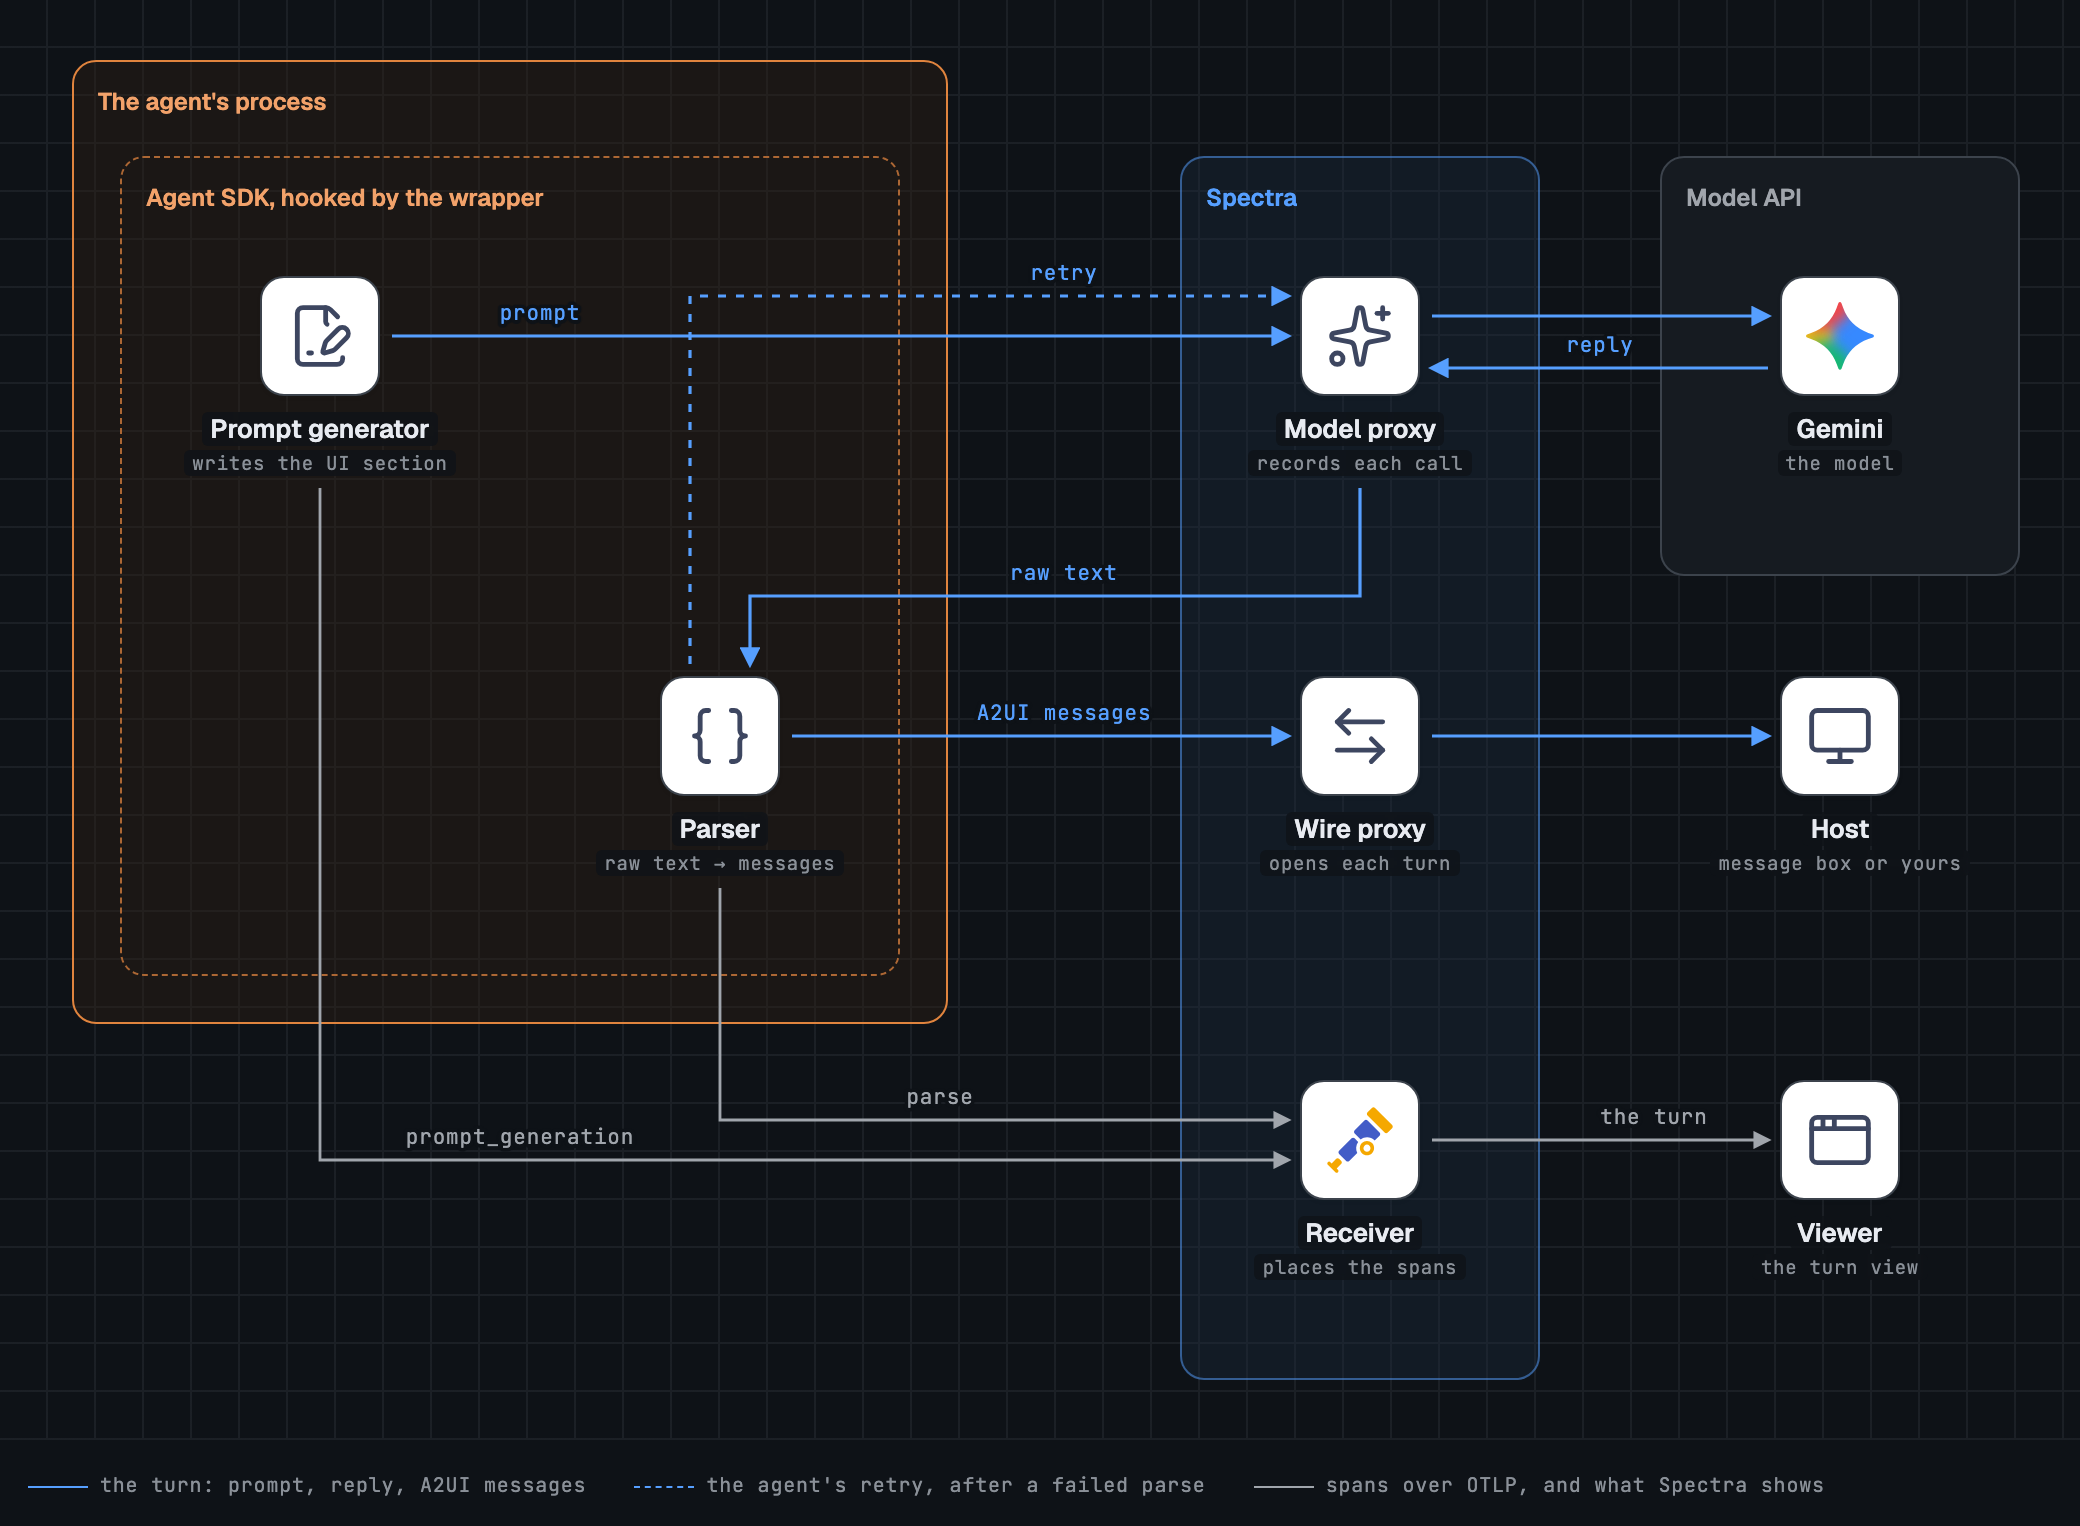 The agent's process
Agent SDK, hooked by the wrapper
Spectra
Model API
retry
prompt
reply
Prompt generator
writes the UI section
Model proxy
records each call
Gemini
the model
raw text
A2UI messages
{ }
Parser
raw text → messages
Wire proxy
opens each turn
Host
message box or yours
parse
prompt_generation
the turn
Receiver
places the spans
Viewer
the turn view
the turn: prompt, reply, A2UI messages
the agent's retry, after a failed parse
spans over OTLP, and what Spectra shows